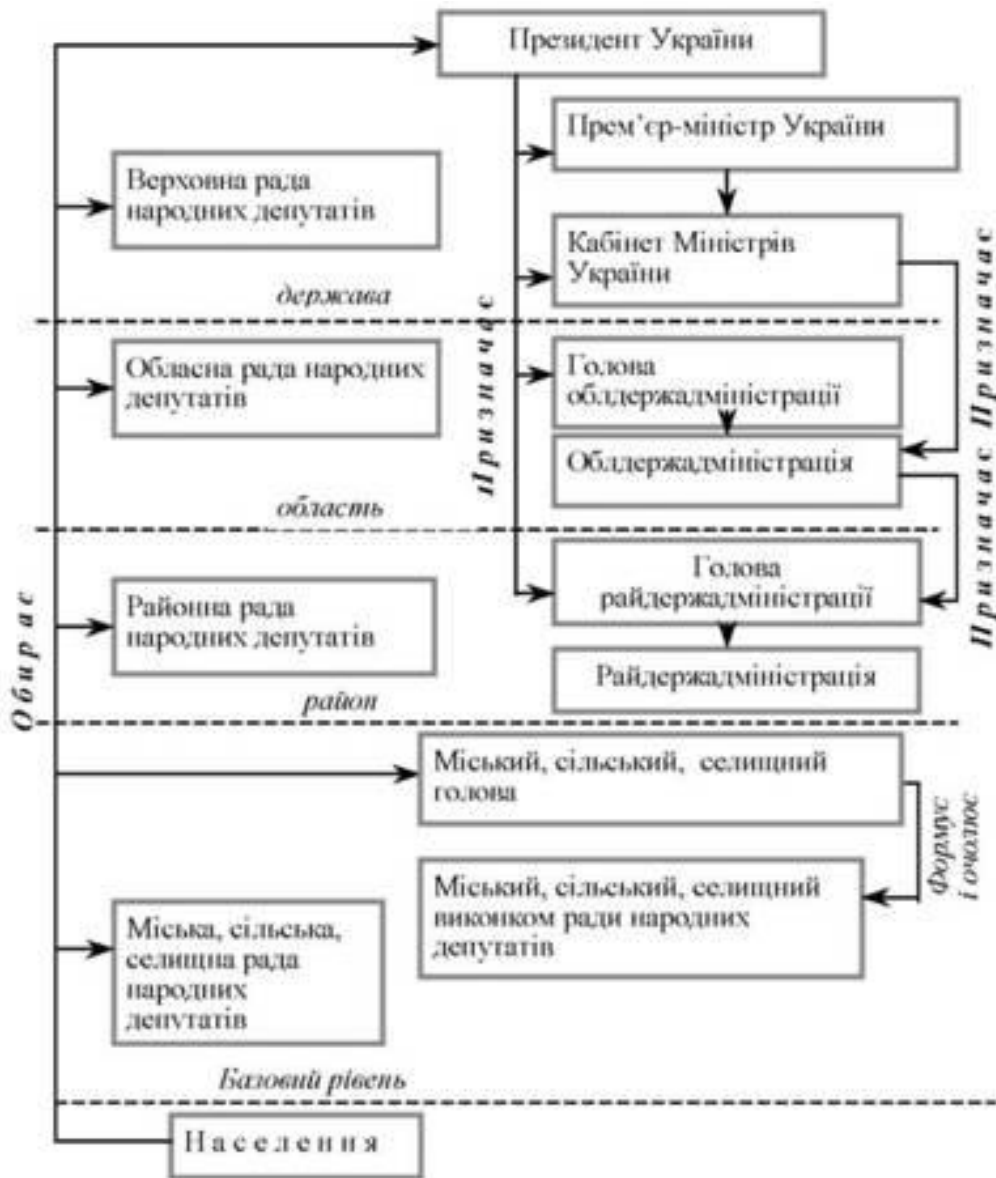 Президент України
Прем’єр-міністр України
Верховна рада
народних депутатів
Кабінет Міністрів
України
держава
Призначає
Призначає
Обласна рада народних
депутатів
Голова
облдержадміністрації
Облдержадміністрація
область
Призначає
Голова
райдержадміністрації
Районна рада
народних депутатів
Райдержадміністрація
район
Обирає
Міський, сільський, селищний
голова
Формує
і очолює
Міський, сільський, селищний
виконком ради народних
депутатів
Міська, сільська,
селищна рада
народних
депутатів
Базовий рівень
Населення